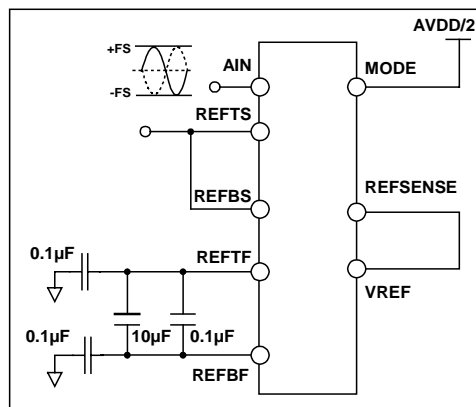 AVDD/2
+FS
-FS
AIN
MODE
REFTS
REFBS
REFSENSE
0.1µF
REFTF
VREF
0.1µF
10µF
0.1µF
REFBF